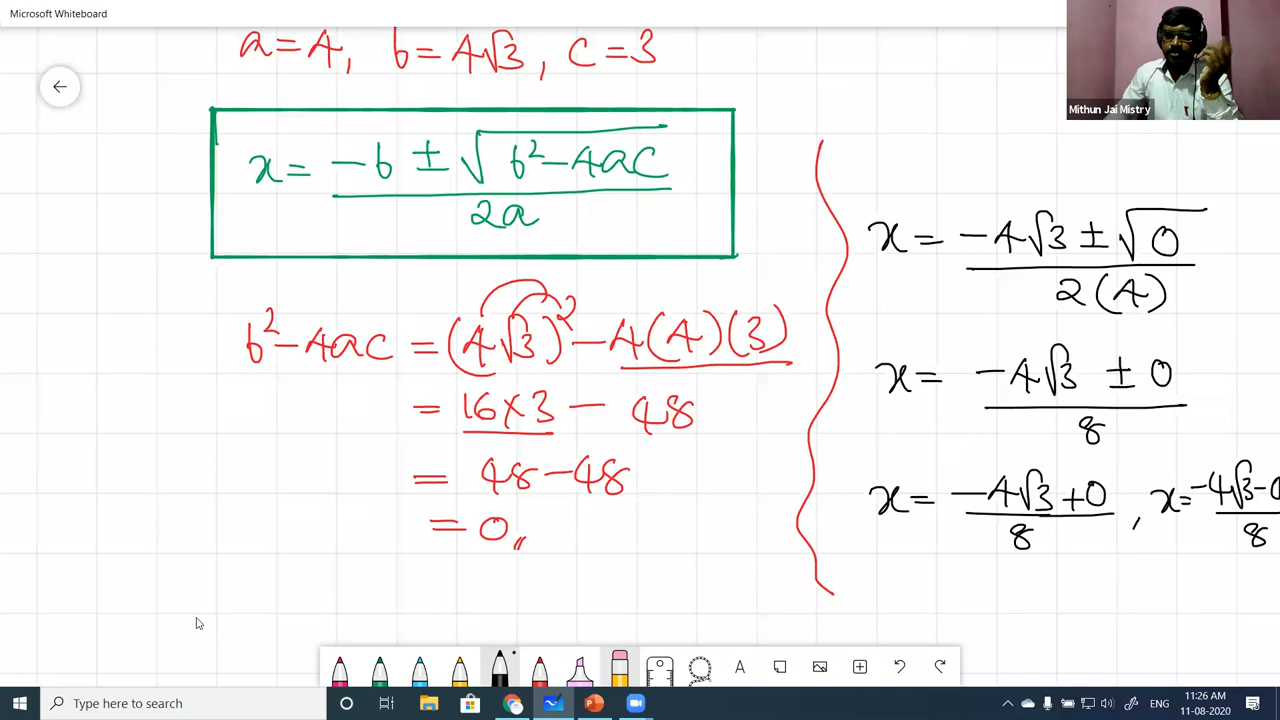 Microsoft Whiteboard
a=4, b=4√3, c=3
x= -b ± √b²-4ac
2a
b²-4ac = (4√3)² - 4(4)(3)
= 16×3 - 48
= 48-48
= 0,,
x= -4√3 ± √0
2(4)
x= -4√3 ± 0
8
x= -4√3+0 , x= -4√3-0
8 8
Mithun Jai Mistry
A
Type here to search
ENG
11:26 AM
11-08-2020